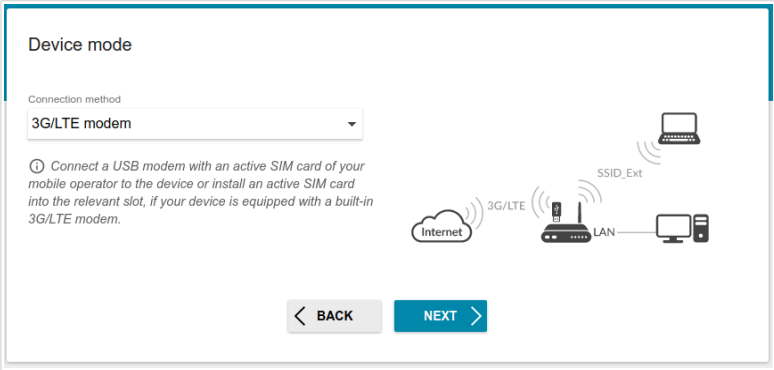 Device mode
Connection method
3G/LTE modem
Connect a USB modem with an active SIM card of your
mobile operator to the device or install an active SIM card
into the relevant slot, if your device is equipped with a built-in
3G/LTE modem.
SSID_Ext
3G/LTE
Internet
LAN
BACK
NEXT